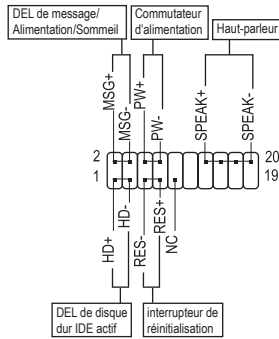 DEL de message/
Alimentation/Sommeil
Commutateur
d'alimentation
Haut-parleur
MSG+
MSG-
PW+
PW-
SPEAK+
SPEAK-
2
20
1
19
HD+
HD-
RES-
RES+
NC
DEL de disque
dur IDE actif
interrupteur de
réinitialisation